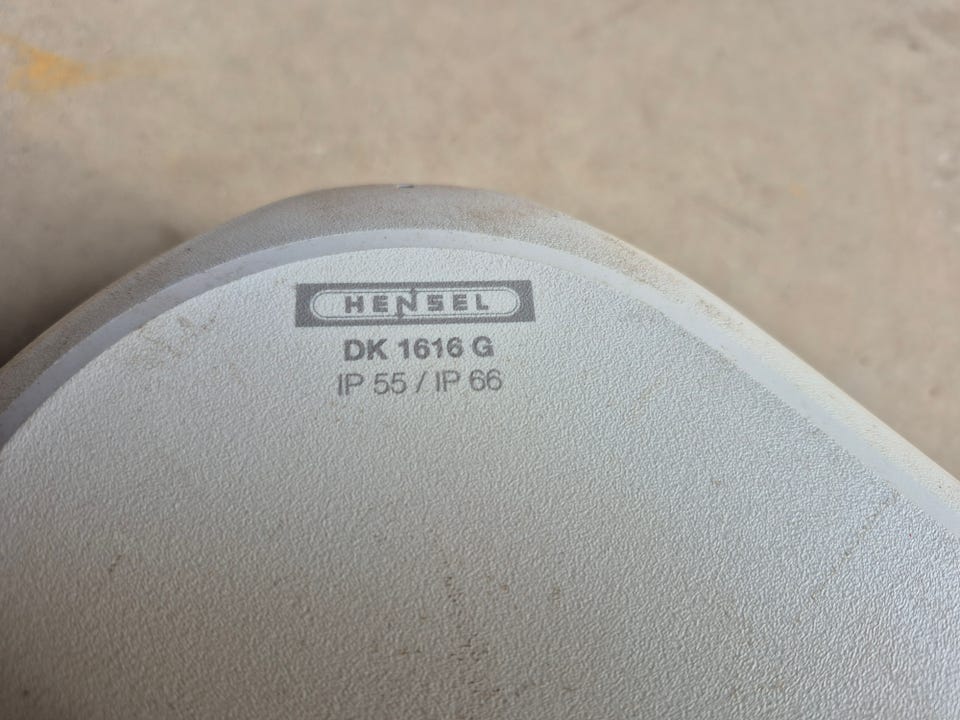 HENSEL
DK 1616 G
IP 55 / IP 66